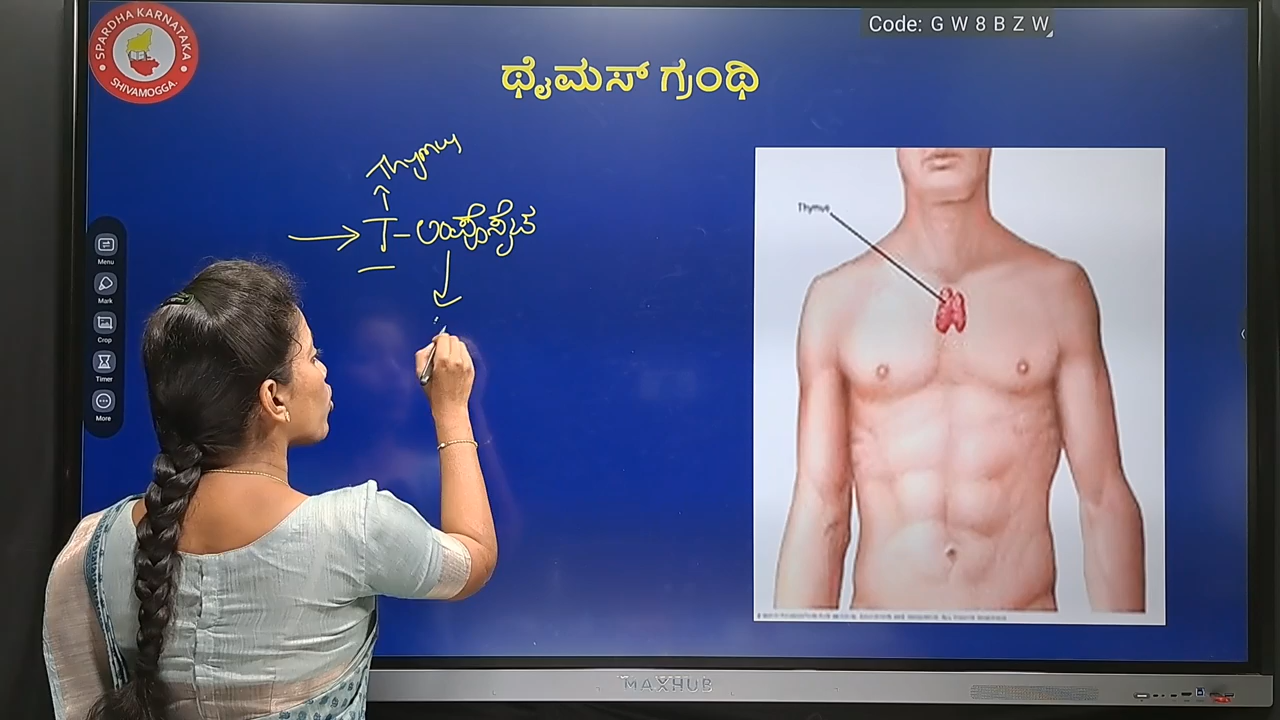 SPARDHA KARNATAKA
SHIVAMOGGA.
Code: G W 8 B Z W
ಥೈಮಸ್ ಗ್ರಂಥಿ
Thymus
T - ಲಿಂಫೋಸೈಟ
Thymus
Menu
Mark
Crop
Timer
More
MAXHUB